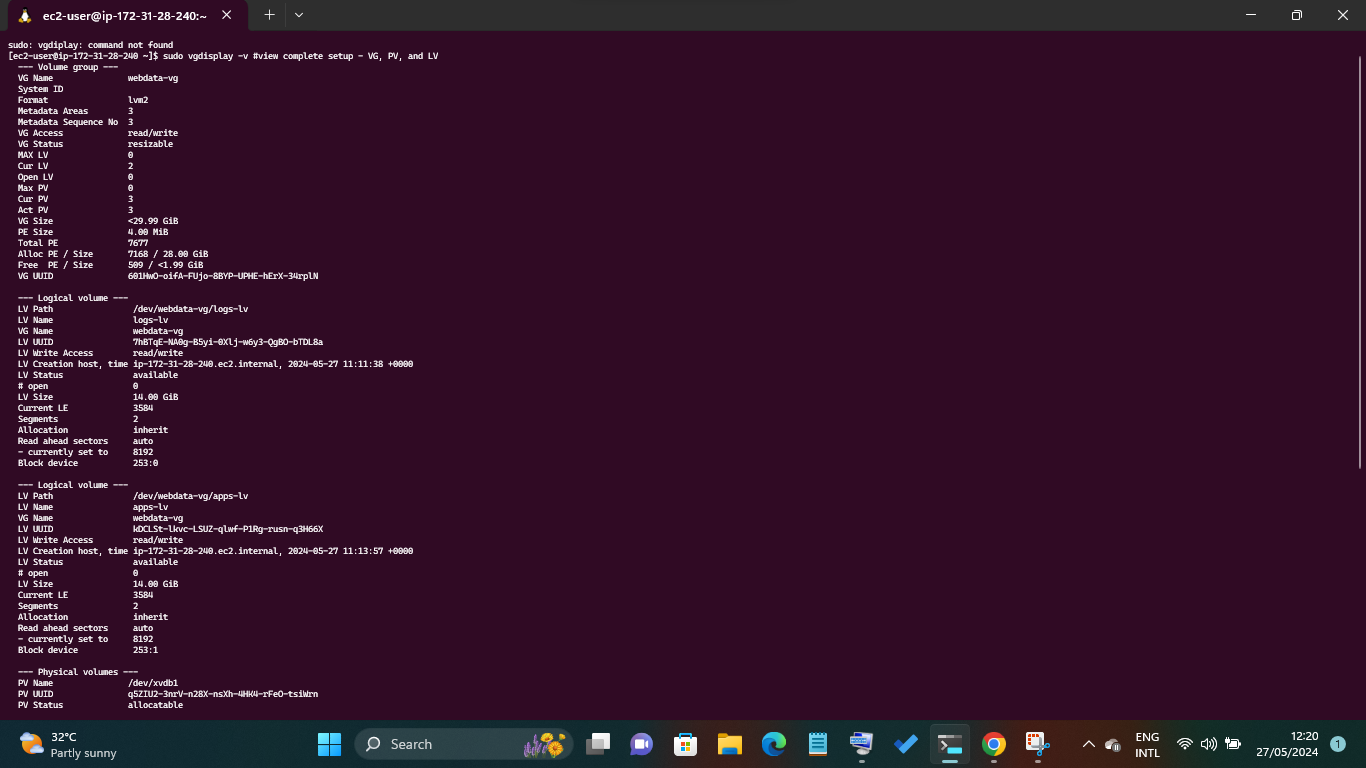 ec2-user@ip-172-31-28-240:~
sudo: vgdiplay: command not found
[ec2-user@ip-172-31-28-240 ~]$ sudo vgdisplay -v #view complete setup - VG, PV, and LV
--- Volume group ---
VG Name webdata-vg
System ID
Format lvm2
Metadata Areas 3
Metadata Sequence No 3
VG Access read/write
VG Status resizable
MAX LV 0
Cur LV 2
Open LV 0
Max PV 0
Cur PV 3
Act PV 3
VG Size <29.99 GiB
PE Size 4.00 MiB
Total PE 7677
Alloc PE / Size 7168 / 28.00 GiB
Free PE / Size 509 / <1.99 GiB
VG UUID 601HwO-oifA-FUjo-8BYP-UPHE-hErX-34rplN
--- Logical volume ---
LV Path /dev/webdata-vg/logs-lv
LV Name logs-lv
VG Name webdata-vg
LV UUID 7hBTqE-NA0g-B5yi-0Xlj-w6y3-QgBO-bTDL8a
LV Write Access read/write
LV Creation host, time ip-172-31-28-240.ec2.internal, 2024-05-27 11:11:38 +0000
LV Status available
# open 0
LV Size 14.00 GiB
Current LE 3584
Segments 2
Allocation inherit
Read ahead sectors auto
- currently set to 8192
Block device 253:0
--- Logical volume ---
LV Path /dev/webdata-vg/apps-lv
LV Name apps-lv
VG Name webdata-vg
LV UUID kDCLSt-lkvc-LSUZ-qlwf-P1Rg-rusn-q3H66X
LV Write Access read/write
LV Creation host, time ip-172-31-28-240.ec2.internal, 2024-05-27 11:13:57 +0000
LV Status available
# open 0
LV Size 14.00 GiB
Current LE 3584
Segments 2
Allocation inherit
Read ahead sectors auto
- currently set to 8192
Block device 253:1
--- Physical volumes ---
PV Name /dev/xvdb1
PV UUID q5ZIU2-3nrV-n28X-nsXh-4HK4-rFeO-tsiWrn
PV Status allocatable
32°C
Partly sunny
Search
ENG
INTL
12:20
27/05/2024
1